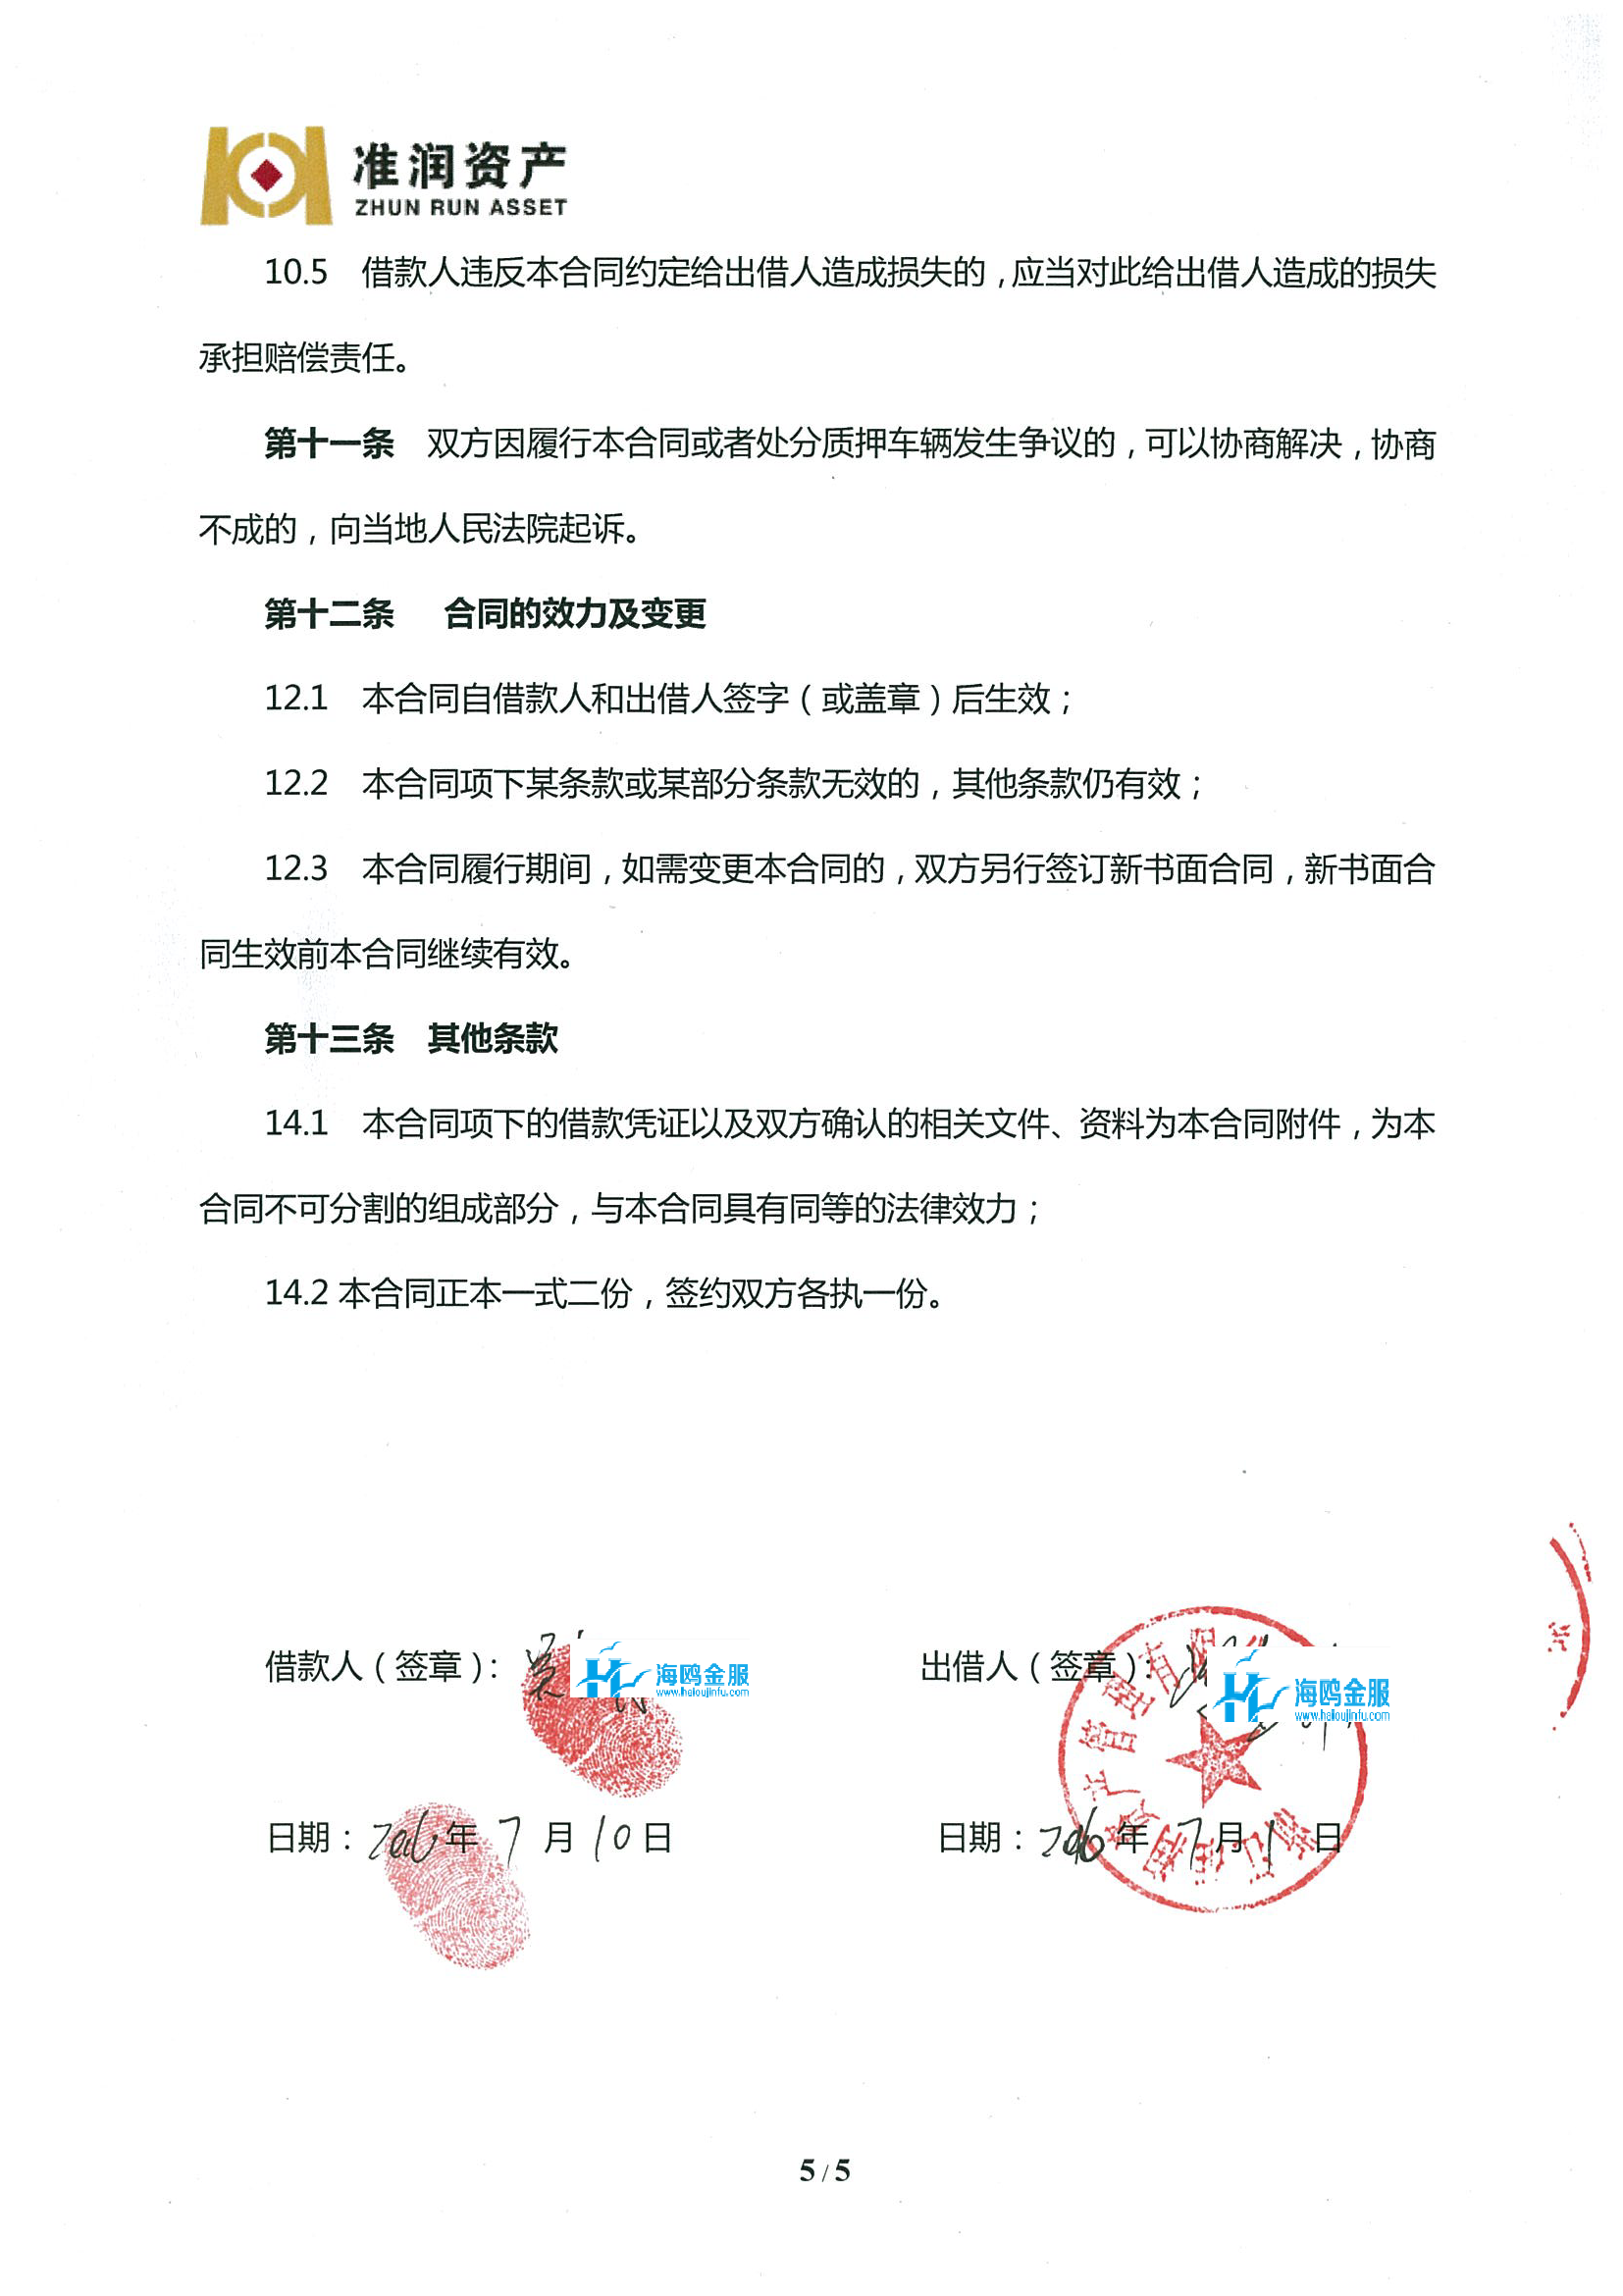 准润资产
ZHUN RUN ASSET
10.5 借款人违反本合同约定给出借人造成损失的，应当对此给出借人造成的损失
承担赔偿责任。
第十一条 双方因履行本合同或者处分质押车辆发生争议的，可以协商解决，协商
不成的，向当地人民法院起诉。
第十二条 合同的效力及变更
12.1 本合同自借款人和出借人签字（或盖章）后生效；
12.2 本合同项下某条款或某部分条款无效的，其他条款仍有效；
12.3 本合同履行期间，如需变更本合同的，双方另行签订新书面合同，新书面合
同生效前本合同继续有效。
第十三条 其他条款
14.1 本合同项下的借款凭证以及双方确认的相关文件、资料为本合同附件，为本
合同不可分割的组成部分，与本合同具有同等的法律效力；
14.2 本合同正本一式二份，签约双方各执一份。
借款人（签章）： 出借人（签章）：
海鸥金服
www.haioujinfu.com
海鸥金服
www.haioujinfu.com
日期：2016年7月10日 日期：2016年7月1日
5/5